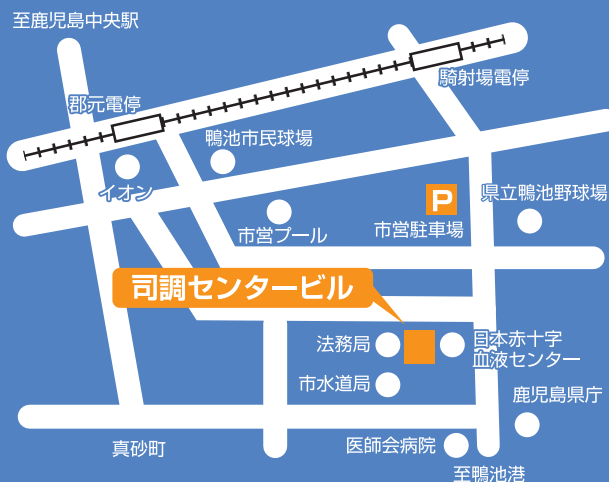 至鹿児島中央駅
騎射場電停
郡元電停
鴨池市民球場
イオン
県立鴨池野球場
P
市営プール
市営駐車場
司調センタービル
法務局
日本赤十字
血液センター
市水道局
鹿児島県庁
真砂町
医師会病院
至鴨池港